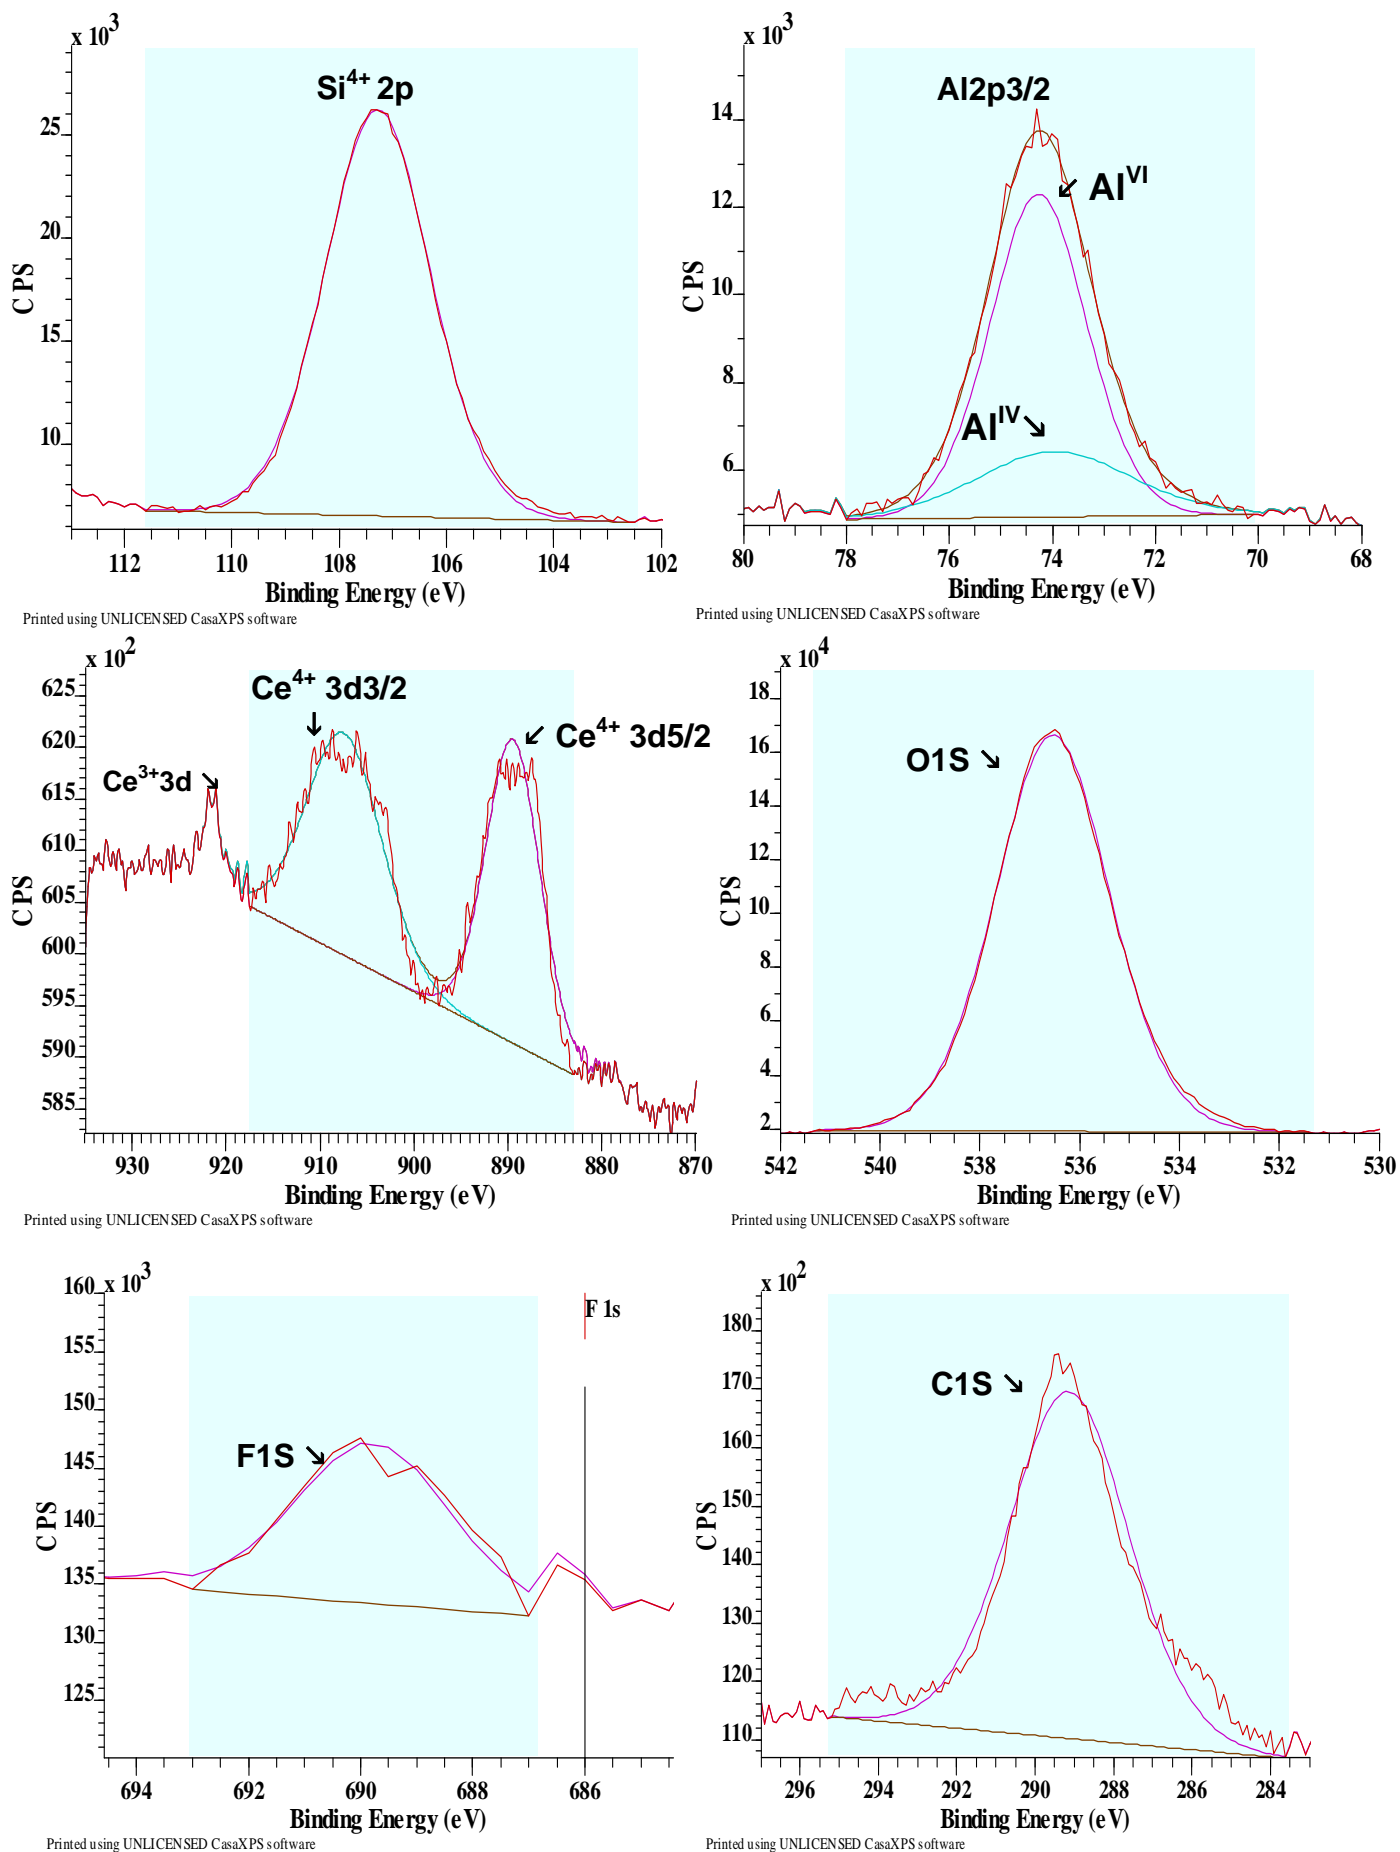 x 10³
Si⁴⁺ 2p
25
20
15
10
CPS
112 110 108 106 104 102
Binding Energy (eV)
Printed using UNLICENSED CasaXPS software
x 10³
Al2p3/2
Al^VI
Al^IV
14
12
10
8
6
CPS
80 78 76 74 72 70 68
Binding Energy (eV)
Printed using UNLICENSED CasaXPS software
x 10²
Ce⁴⁺ 3d3/2
Ce⁴⁺ 3d5/2
Ce³⁺3d
625
620
615
610
605
600
595
590
585
CPS
930 920 910 900 890 880 870
Binding Energy (eV)
Printed using UNLICENSED CasaXPS software
x 10⁴
O1S
18
16
14
12
10
8
6
4
2
CPS
542 540 538 536 534 532 530
Binding Energy (eV)
Printed using UNLICENSED CasaXPS software
x 10³
F 1s
F1S
160
155
150
145
140
135
130
125
CPS
694 692 690 688 686
Binding Energy (eV)
Printed using UNLICENSED CasaXPS software
x 10²
C1S
180
170
160
150
140
130
120
110
CPS
296 294 292 290 288 286 284
Binding Energy (eV)
Printed using UNLICENSED CasaXPS software